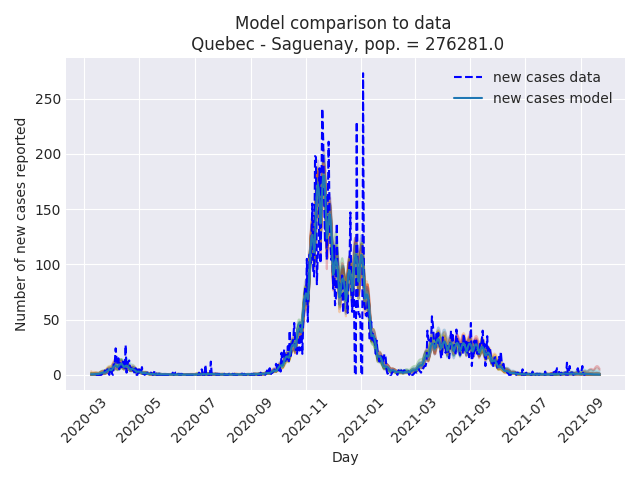 Model comparison to data
Quebec - Saguenay, pop. = 276281.0
new cases data
new cases model
Number of new cases reported
250
200
150
100
50
0
2020-03
2020-05
2020-07
2020-09
2020-11
2021-01
2021-03
2021-05
2021-07
2021-09
Day